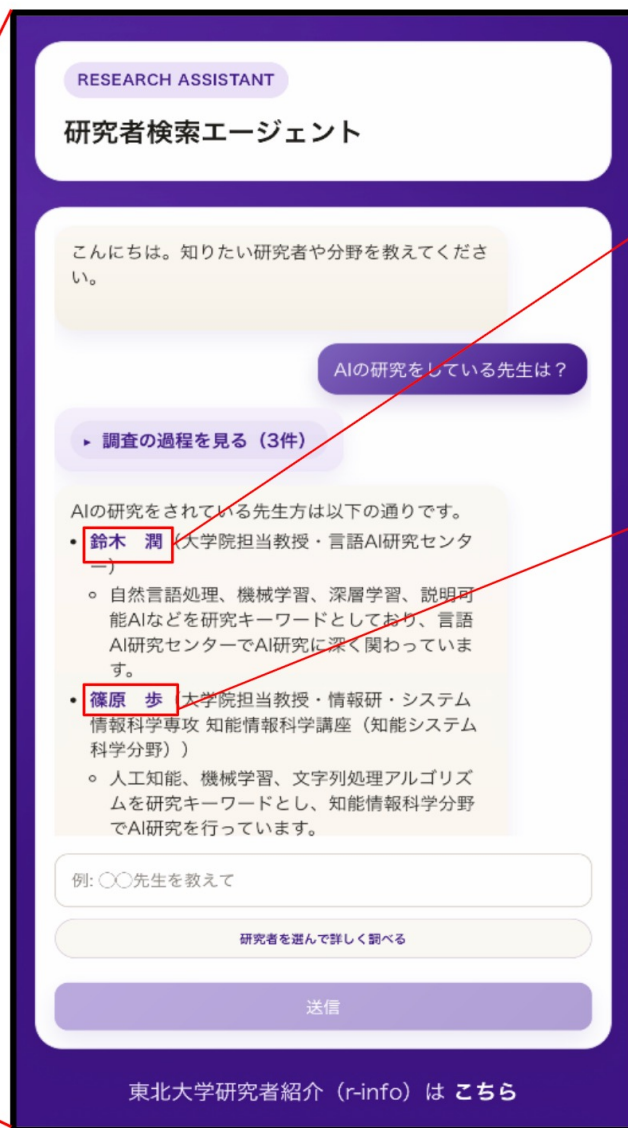 RESEARCH ASSISTANT
研究者検索エージェント
こんにちは。知りたい研究者や分野を教えてくださ
い。
AIの研究をしている先生は？
▸ 調査の過程を見る（3件）
AIの研究をされている先生方は以下の通りです。
• 鈴木　潤（大学院担当教授・言語AI研究センタ
ー）
◦ 自然言語処理、機械学習、深層学習、説明可
能AIなどを研究キーワードとしており、言語
AI研究センターでAI研究に深く関わっていま
す。
• 篠原　歩（大学院担当教授・情報研・システム
情報科学専攻 知能情報科学講座（知能システム
科学分野））
◦ 人工知能、機械学習、文字列処理アルゴリズ
ムを研究キーワードとし、知能情報科学分野
でAI研究を行っています。
例: 〇〇先生を教えて
研究者を選んで詳しく調べる
送信
東北大学研究者紹介（r-info）は こちら